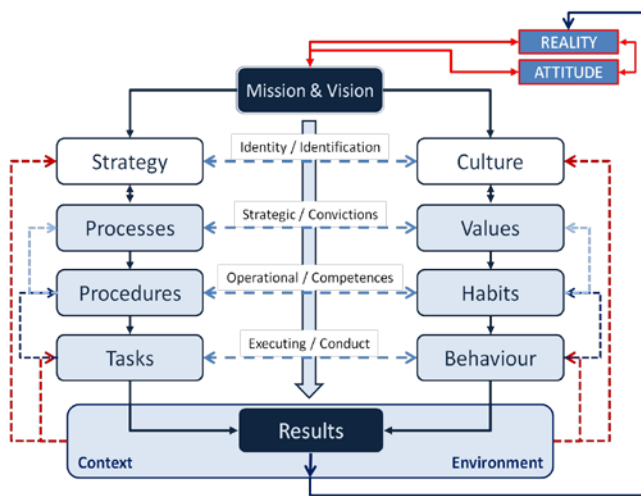 REALITY
ATTITUDE
Mission & Vision
Strategy
Identity / Identification
Culture
Strategic / Convictions
Processes
Values
Operational / Competences
Procedures
Habits
Executing / Conduct
Tasks
Behaviour
Results
Context
Environment